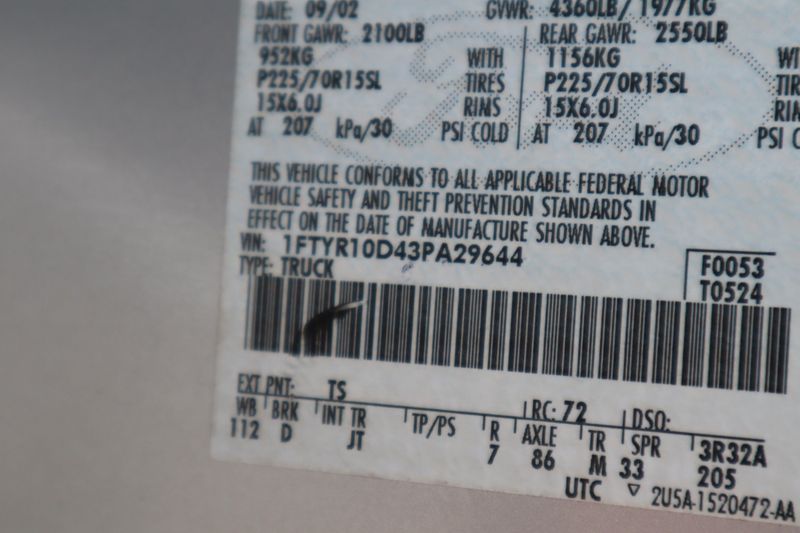 DATE: 09/02 GVWR: 4360LB/ 1977KG
FRONT GAWR: 2100LB REAR GAWR: 2550LB
952KG WITH 1156KG WI
P225/70R15SL TIRES P225/70R15SL TIR
15X6.0J RIMS 15X6.0J RIM
AT 207 kPa/30 PSI COLD AT 207 kPa/30 PSI C
THIS VEHICLE CONFORMS TO ALL APPLICABLE FEDERAL MOTOR
VEHICLE SAFETY AND THEFT PREVENTION STANDARDS IN
EFFECT ON THE DATE OF MANUFACTURE SHOWN ABOVE.
VIN: 1FTYR10D43PA29644
TYPE: TRUCK
F0053
T0524
EXT PNT: TS RC: 72 DSO:
WB BRK INT TR TP/PS R AXLE TR SPR 3R32A
112 D JT 7 86 M 33 205
UTC ▽ 2U5A-1520472-AA